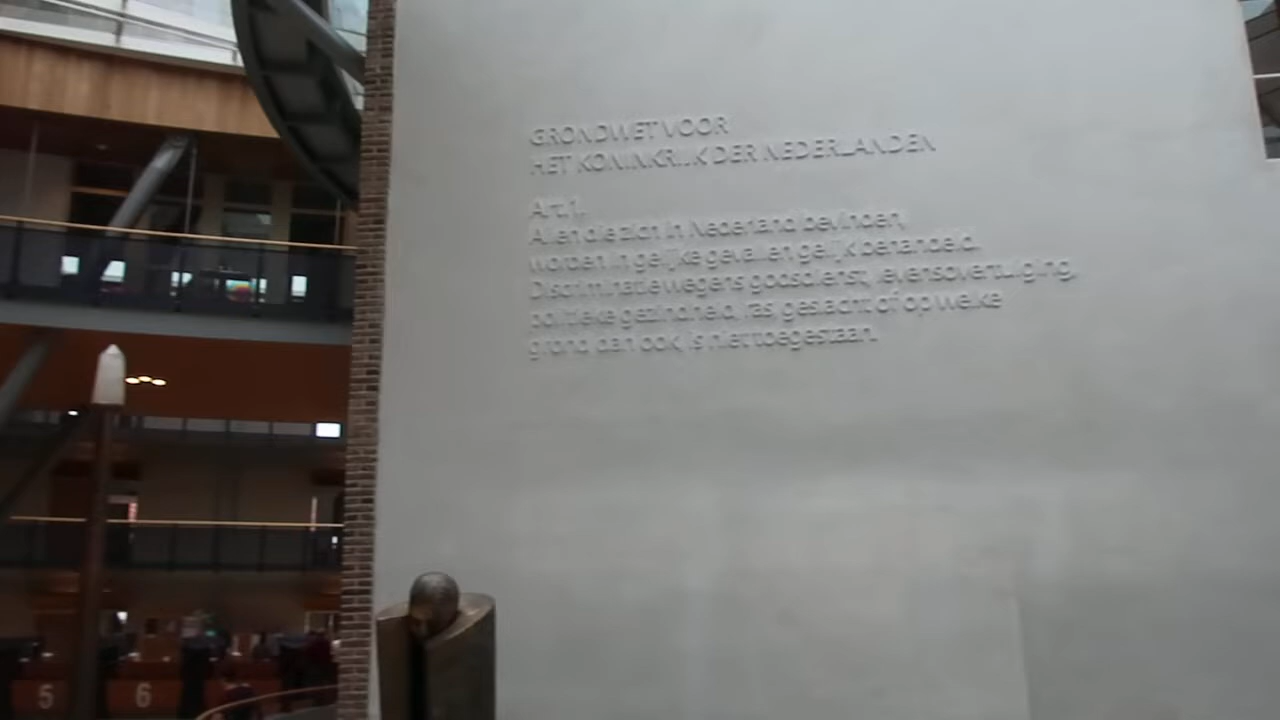 GRONDWET VOOR
HET KONINKRIJK DER NEDERLANDEN
Art. 1.
Allen die zich in Nederland bevinden,
worden in gelijke gevallen gelijk behandeld.
Discriminatie wegens godsdienst, levensovertuiging,
politieke gezindheid, ras, geslacht of op welke
grond dan ook, is niet toegestaan.
5
6